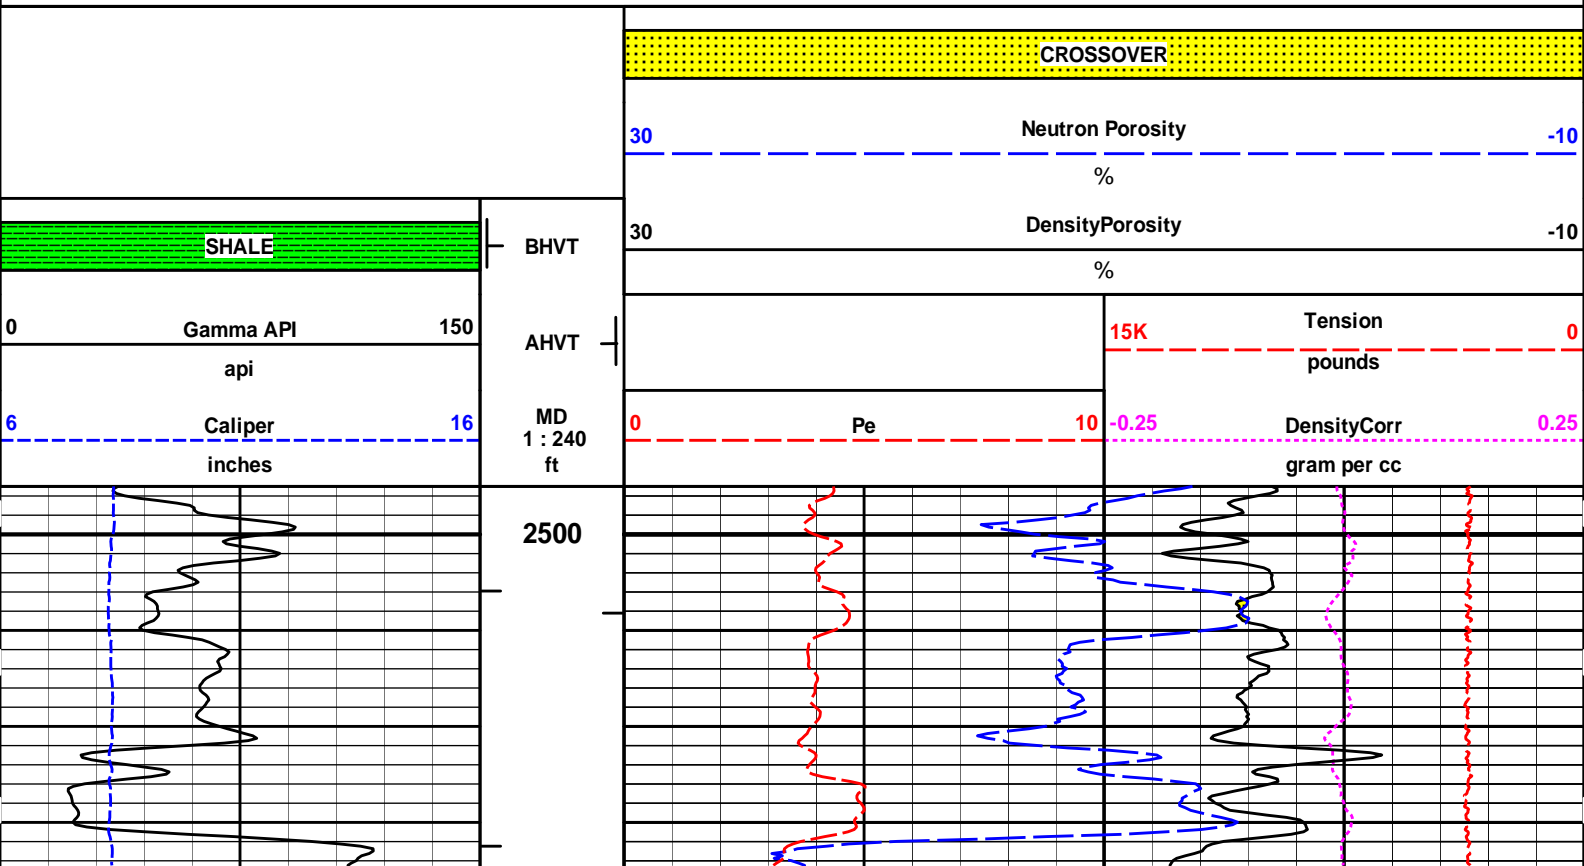 CROSSOVER
30 Neutron Porosity -10
%
30 DensityPorosity -10
%
SHALE
BHVT
0 Gamma API 150
api
AHVT
15K Tension 0
pounds
6 Caliper 16
inches
MD
1 : 240
ft
0 Pe 10
-0.25 DensityCorr 0.25
gram per cc
2500